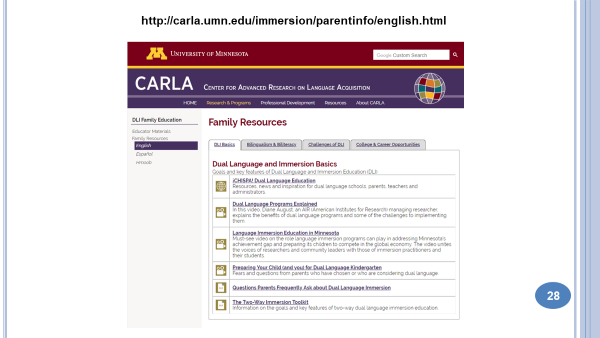 http://carla.umn.edu/immersion/parentinfo/english.html
UNIVERSITY OF MINNESOTA
Google Custom Search
CARLA CENTER FOR ADVANCED RESEARCH ON LANGUAGE ACQUISITION
HOME Research & Programs Professional Development Resources About CARLA
DLI Family Education
Educator Materials
Family Resources
English
Español
Hmoob
Family Resources
DLI Basics Bilingualism & Biliteracy Challenges of DLI College & Career Opportunities
Dual Language and Immersion Basics
Goals and key features of Dual Language and Immersion Education (DLI)
¡CHISPA! Dual Language Education
Resources, news and inspiration for dual language schools, parents, teachers and
administrators.
Dual Language Programs Explained
In this video, Diane August, an AIR (American Institutes for Research) managing researcher,
explains the benefits of dual language programs and some of the challenges to implementing
them.
Language Immersion Education in Minnesota
Must-see video on the role language immersion programs can play in addressing Minnesota's
achievement gap and preparing its children to compete in the global economy. The video unites
the voices of researchers and community leaders with those of immersion practitioners and
their students.
Preparing Your Child (and you) for Dual Language Kindergarten
Fears and questions from parents who have chosen or who are considering dual language.
Questions Parents Frequently Ask about Dual Language Immersion
The Two-Way Immersion Toolkit
Information on the goals and key features of two-way dual language immersion education.
28